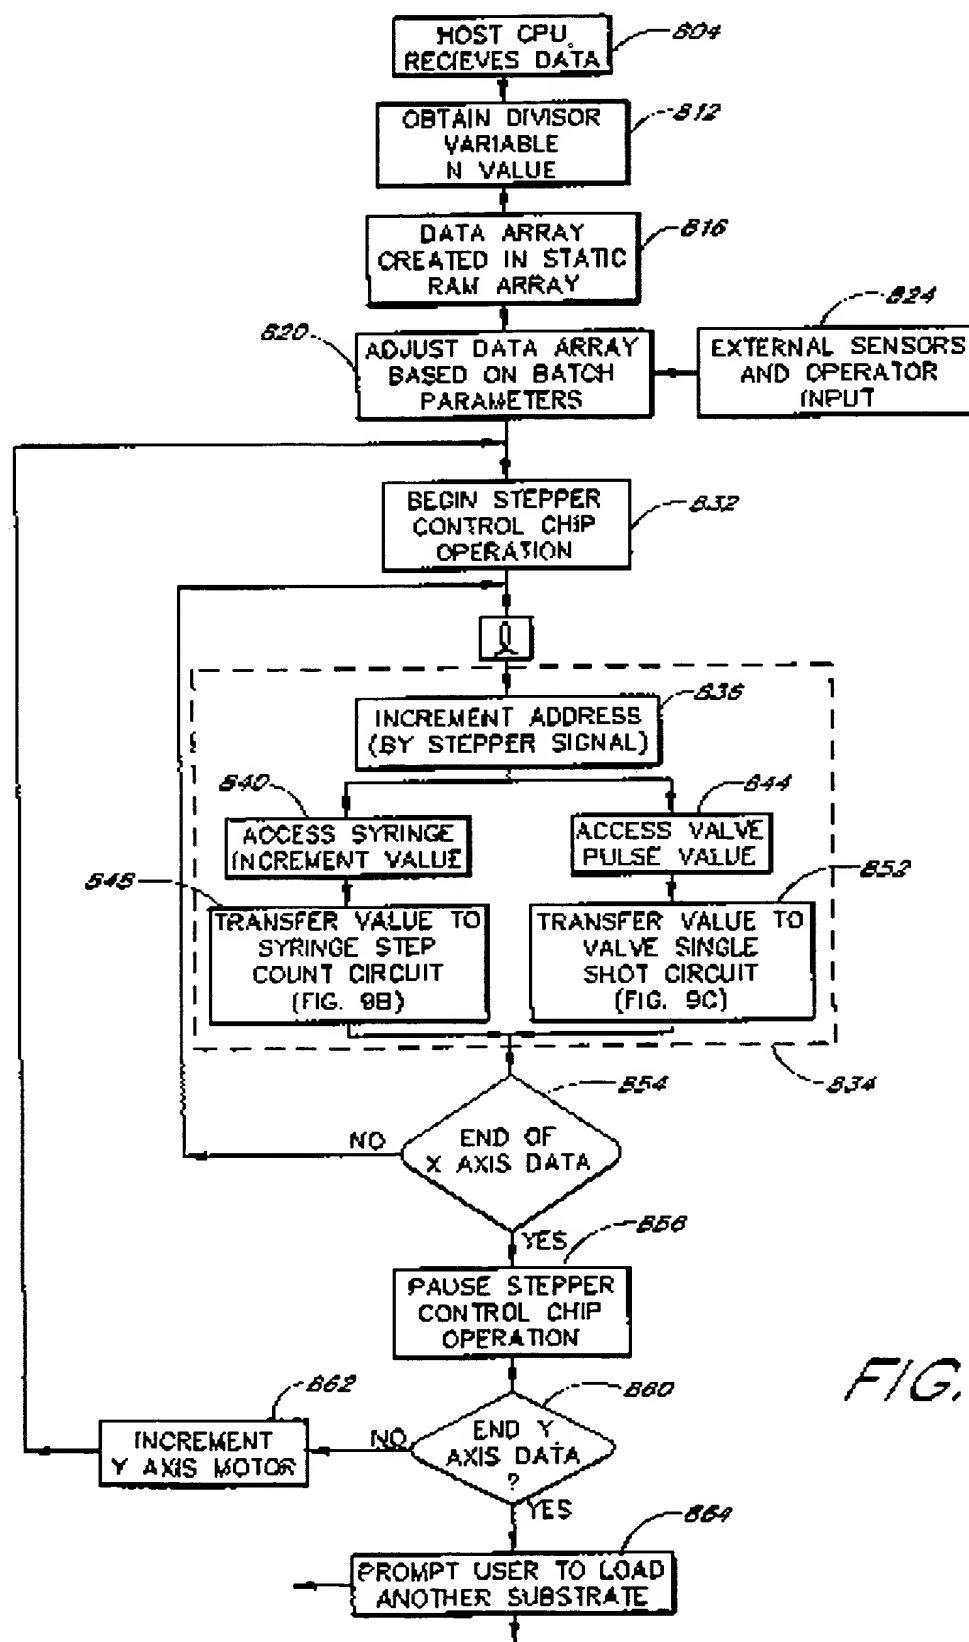 HOST CPU
RECIEVES DATA
804
OBTAIN DIVISOR
VARIABLE
N VALUE
812
DATA ARRAY
CREATED IN STATIC
RAM ARRAY
816
820
ADJUST DATA ARRAY
BASED ON BATCH
PARAMETERS
824
EXTERNAL SENSORS
AND OPERATOR
INPUT
BEGIN STEPPER
CONTROL CHIP
OPERATION
832
INCREMENT ADDRESS
(BY STEPPER SIGNAL)
836
840
ACCESS SYRINGE
INCREMENT VALUE
844
ACCESS VALVE
PULSE VALUE
848
TRANSFER VALUE TO
SYRINGE STEP
COUNT CIRCUIT
(FIG. 9B)
852
TRANSFER VALUE TO
VALVE SINGLE
SHOT CIRCUIT
(FIG. 9C)
834
854
END OF
X AXIS DATA
NO
YES
856
PAUSE STEPPER
CONTROL CHIP
OPERATION
FIG.
860
END Y
AXIS DATA
?
NO
862
INCREMENT
Y AXIS MOTOR
YES
864
PROMPT USER TO LOAD
ANOTHER SUBSTRATE